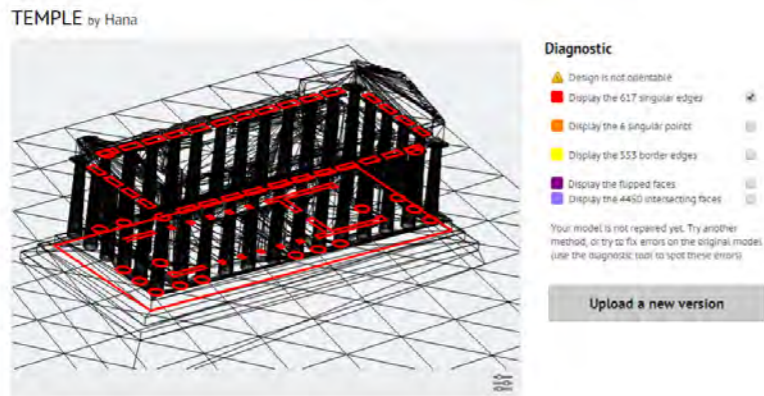 TEMPLE by Hana
Diagnostic
Design is not orientable
Display the 617 singular edges
Display the 6 singular points
Display the 553 border edges
Display the flipped faces
Display the 4450 intersecting faces
Your model is not repaired yet. Try another
method, or try to fix errors on the original model
(use the diagnostic tool to spot these errors)
Upload a new version